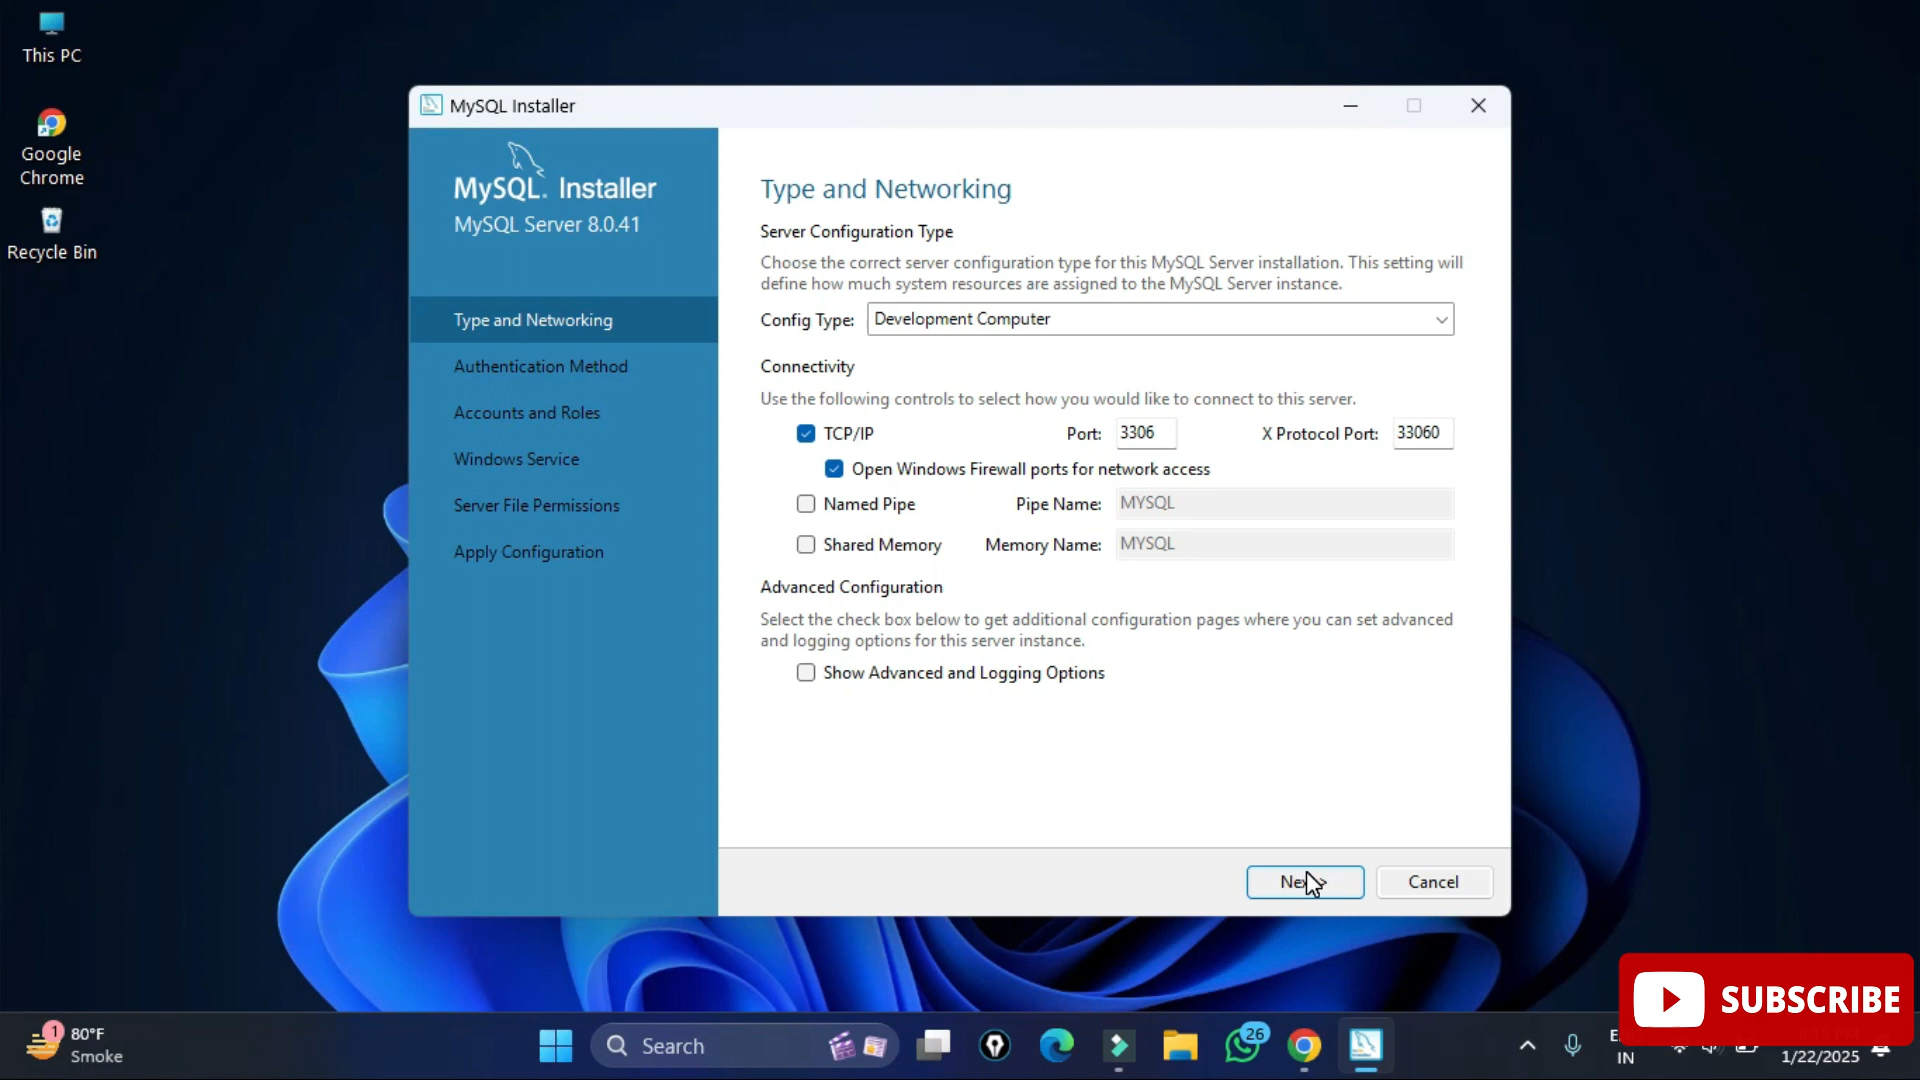 This PC
Google
Chrome
Recycle Bin
MySQL Installer
MySQL. Installer
MySQL Server 8.0.41
Type and Networking
Authentication Method
Accounts and Roles
Windows Service
Server File Permissions
Apply Configuration
Type and Networking
Server Configuration Type
Choose the correct server configuration type for this MySQL Server installation. This setting will
define how much system resources are assigned to the MySQL Server instance.
Config Type: Development Computer
Connectivity
Use the following controls to select how you would like to connect to this server.
TCP/IP Port: 3306 X Protocol Port: 33060
Open Windows Firewall ports for network access
Named Pipe Pipe Name: MYSQL
Shared Memory Memory Name: MYSQL
Advanced Configuration
Select the check box below to get additional configuration pages where you can set advanced
and logging options for this server instance.
Show Advanced and Logging Options
Cancel
SUBSCRIBE
1
80°F
Smoke
Search
26
IN
1/22/2025